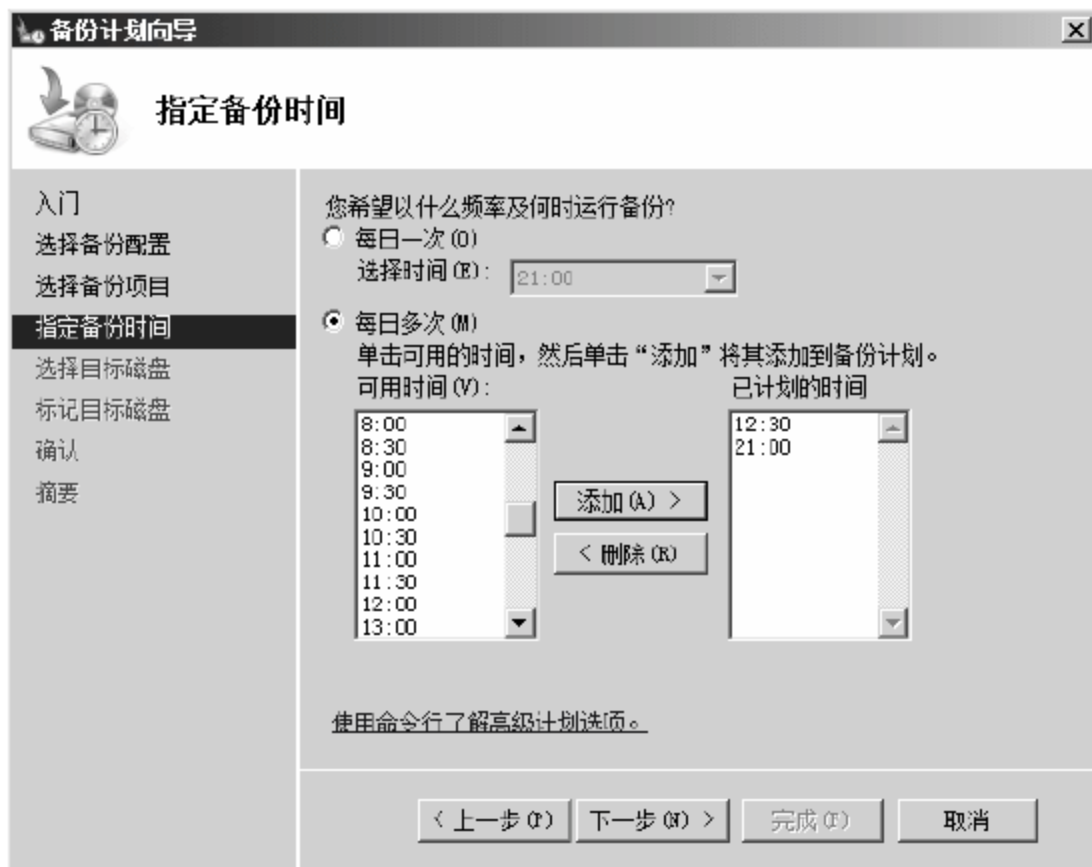 备份计划向导
指定备份时间
入门
选择备份配置
选择备份项目
指定备份时间
选择目标磁盘
标记目标磁盘
确认
摘要
您希望以什么频率及何时运行备份?
每日一次(O)
选择时间(E):
21:00
每日多次(M)
单击可用的时间，然后单击“添加”将其添加到备份计划。
可用时间(V):
已计划的时间
8:00
8:30
9:00
9:30
10:00
10:30
11:00
11:30
12:00
13:00
添加(A) >
< 删除(R)
12:30
21:00
使用命令行了解高级计划选项。
< 上一步(P)
下一步(N) >
完成(F)
取消